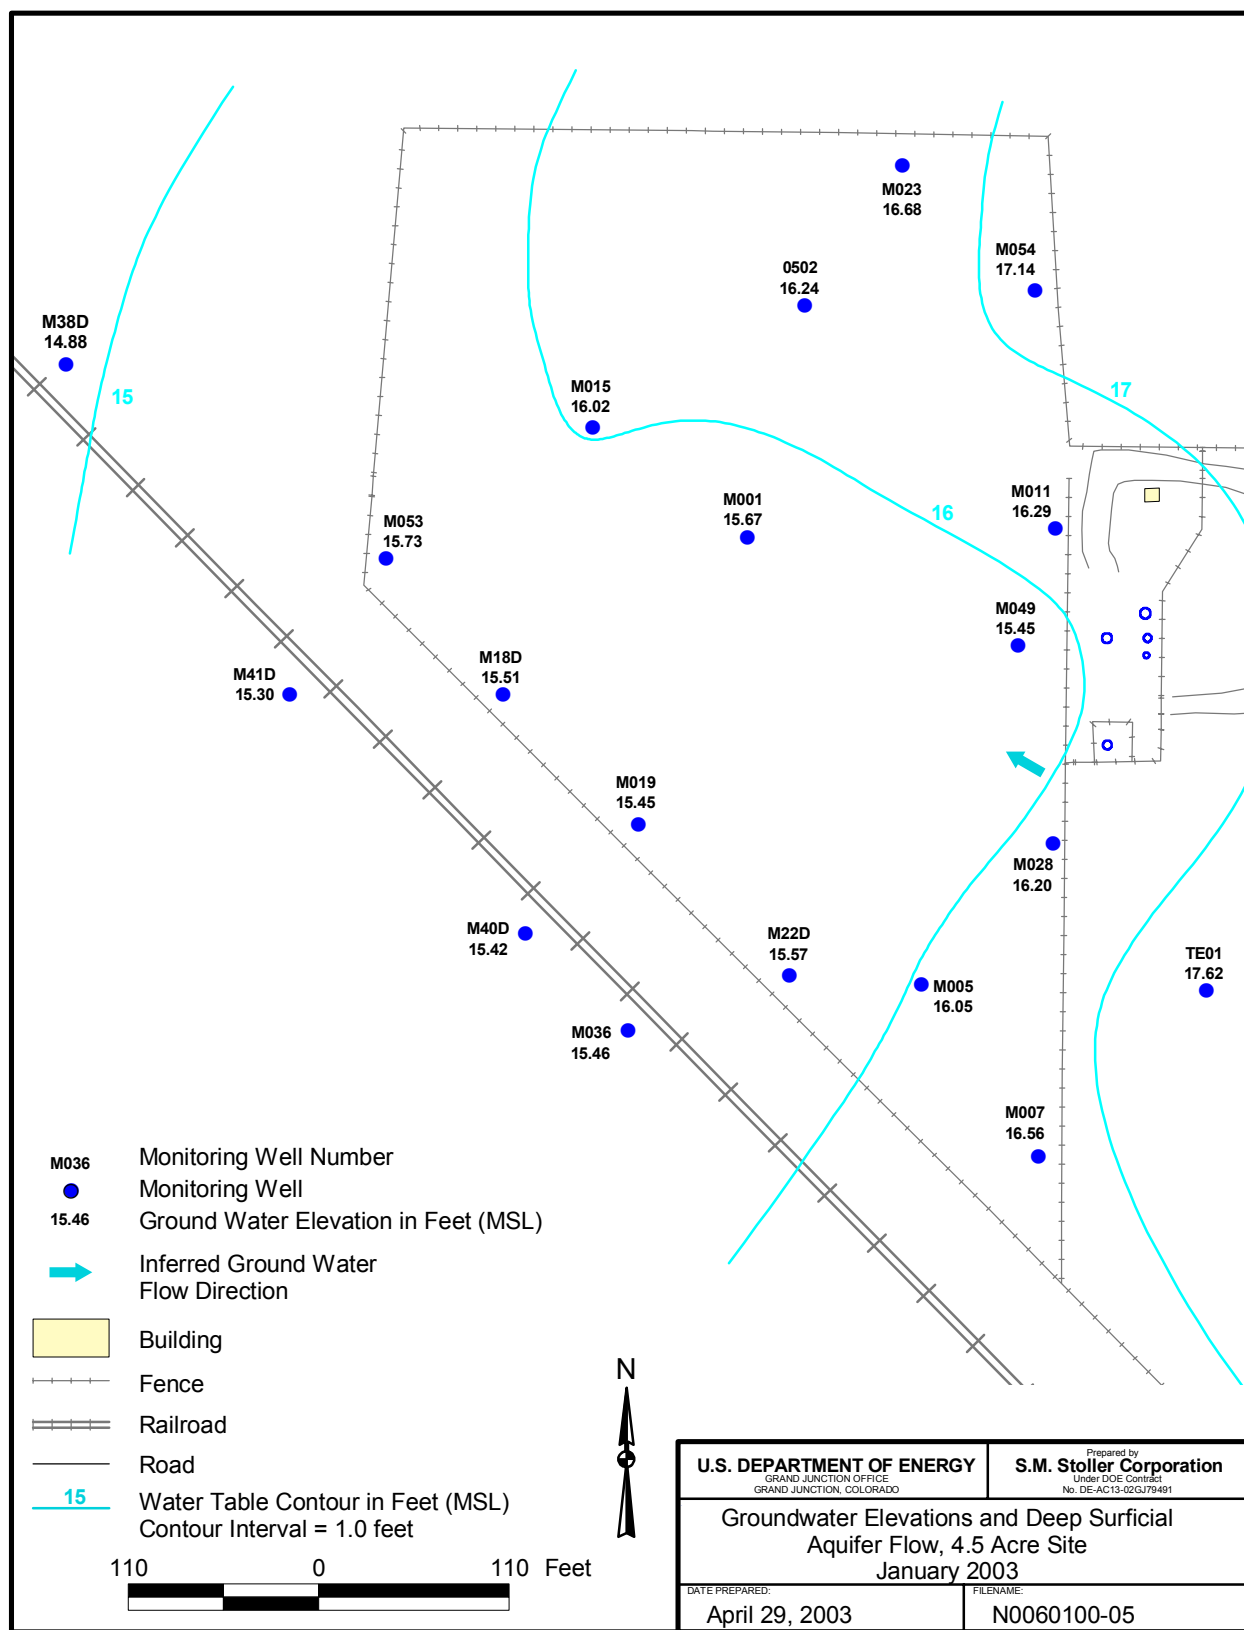 M023
16.68
M054
17.14
0502
16.24
M38D
14.88
M015
16.02
15
17
M011
16.29
M001
15.67
16
M053
15.73
M049
15.45
M18D
15.51
M41D
15.30
M019
15.45
M028
16.20
M40D
15.42
M22D
15.57
M005
16.05
TE01
17.62
M036
15.46
M007
16.56
M036
Monitoring Well Number
Monitoring Well
15.46
Ground Water Elevation in Feet (MSL)
Inferred Ground Water
Flow Direction
Building
Fence
Railroad
Road
15
Water Table Contour in Feet (MSL)
Contour Interval = 1.0 feet
110 0 110 Feet
N
U.S. DEPARTMENT OF ENERGY
GRAND JUNCTION OFFICE
GRAND JUNCTION, COLORADO
Prepared by
S.M. Stoller Corporation
Under DOE Contract
No. DE-AC13-02GJ79491
Groundwater Elevations and Deep Surficial
Aquifer Flow, 4.5 Acre Site
January 2003
DATE PREPARED:
April 29, 2003
FILENAME:
N0060100-05